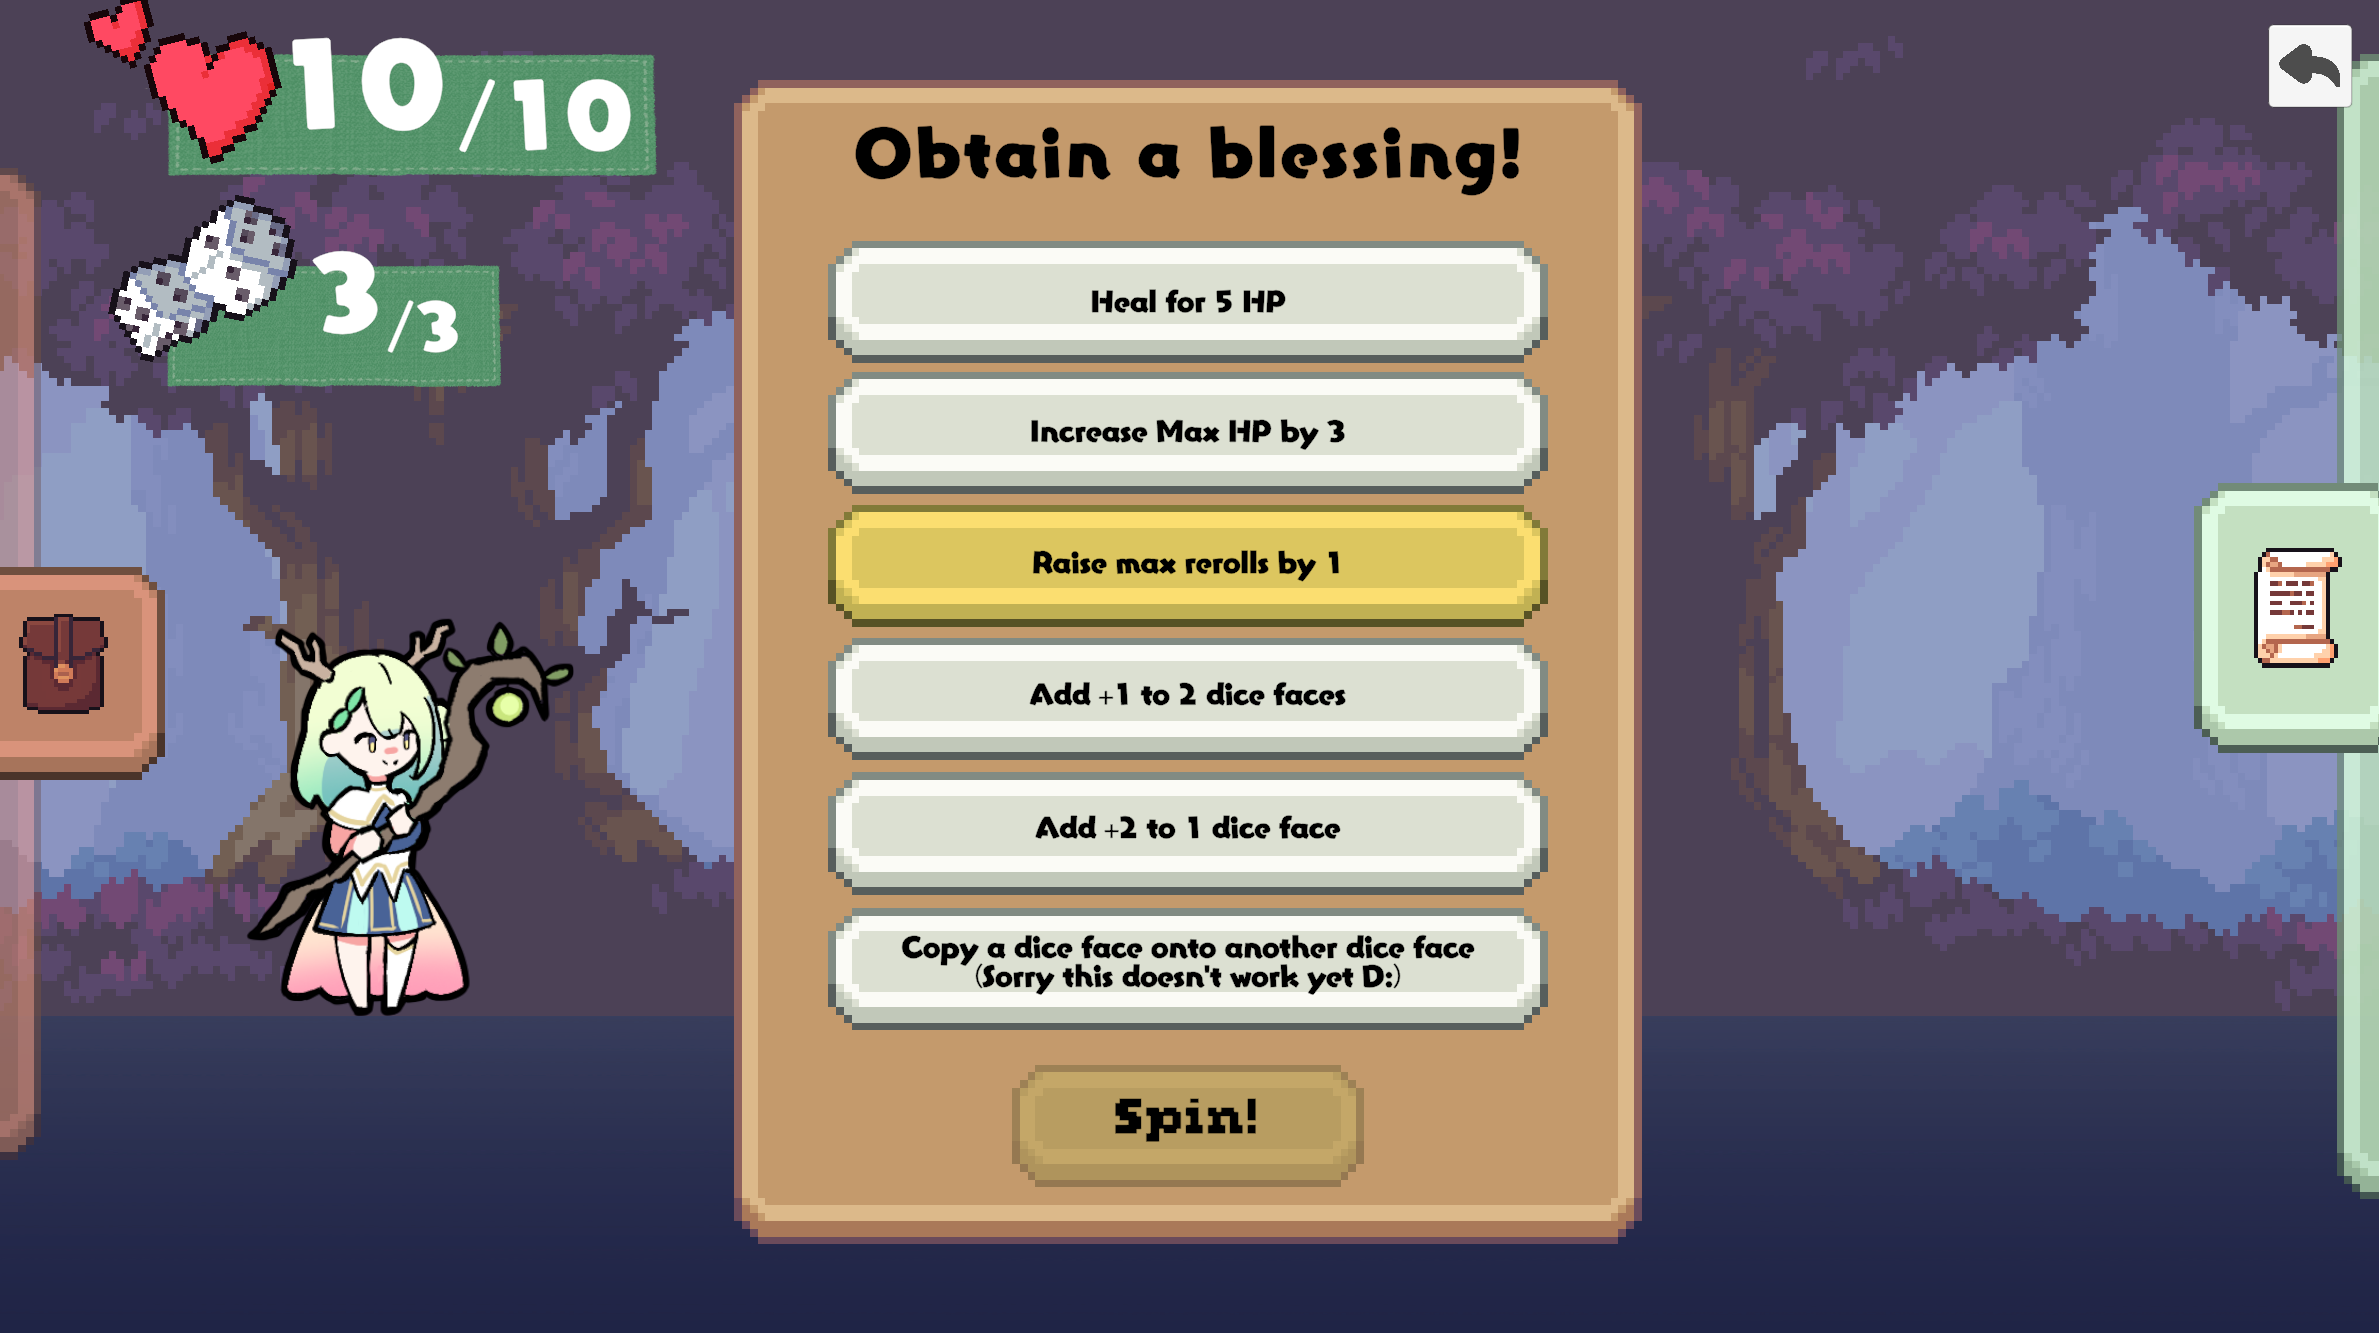 10/10
3/3
Obtain a blessing!
Heal for 5 HP
Increase Max HP by 3
Raise max rerolls by 1
Add +1 to 2 dice faces
Add +2 to 1 dice face
Copy a dice face onto another dice face
(Sorry this doesn't work yet D:)
Spin!